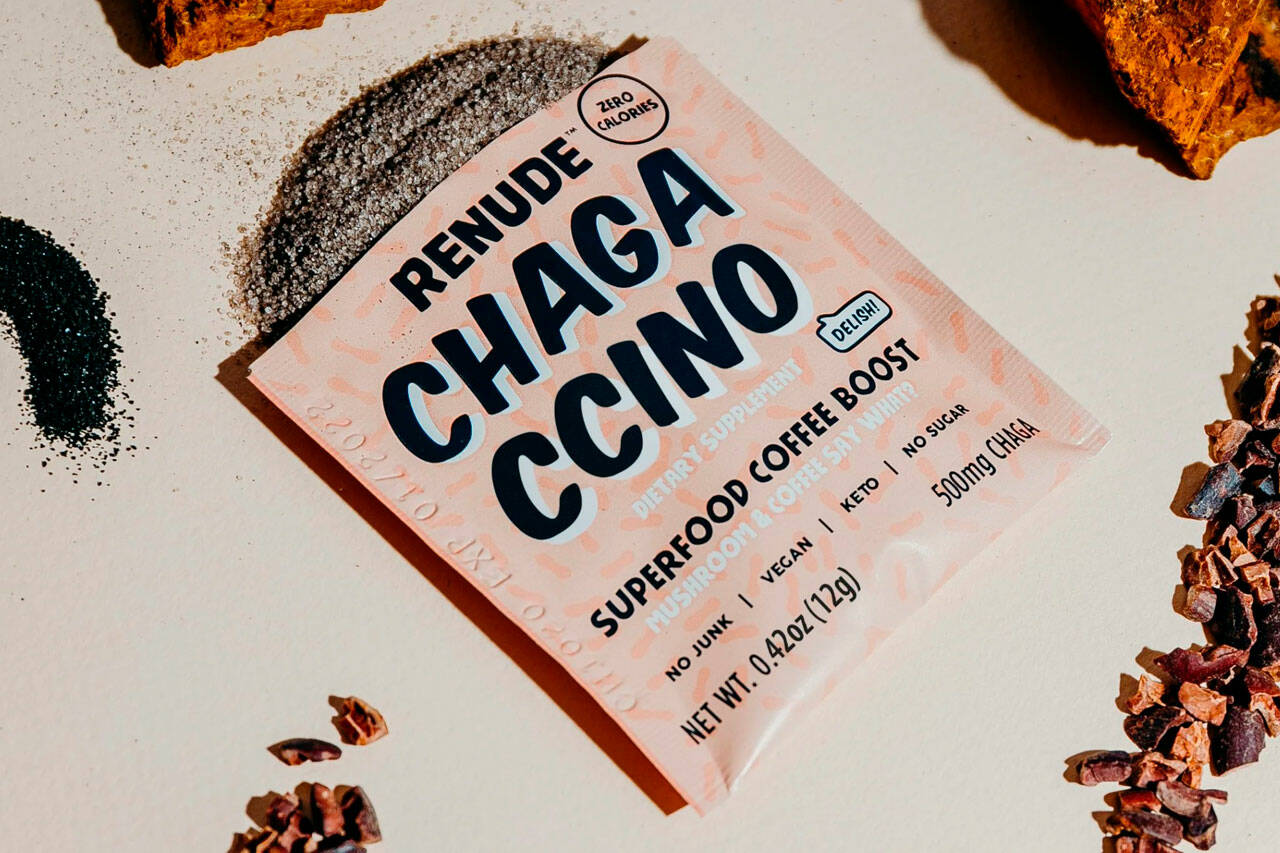 ZERO
CALORIES
RENUDE™
CHAGA
CCINO
DELISH!
DIETARY SUPPLEMENT
SUPERFOOD COFFEE BOOST
MUSHROOM & COFFEE SAY WHAT?
NO JUNK | VEGAN | KETO | NO SUGAR
NET WT. 0.42oz (12g)
500mg CHAGA
EXP 01/2022